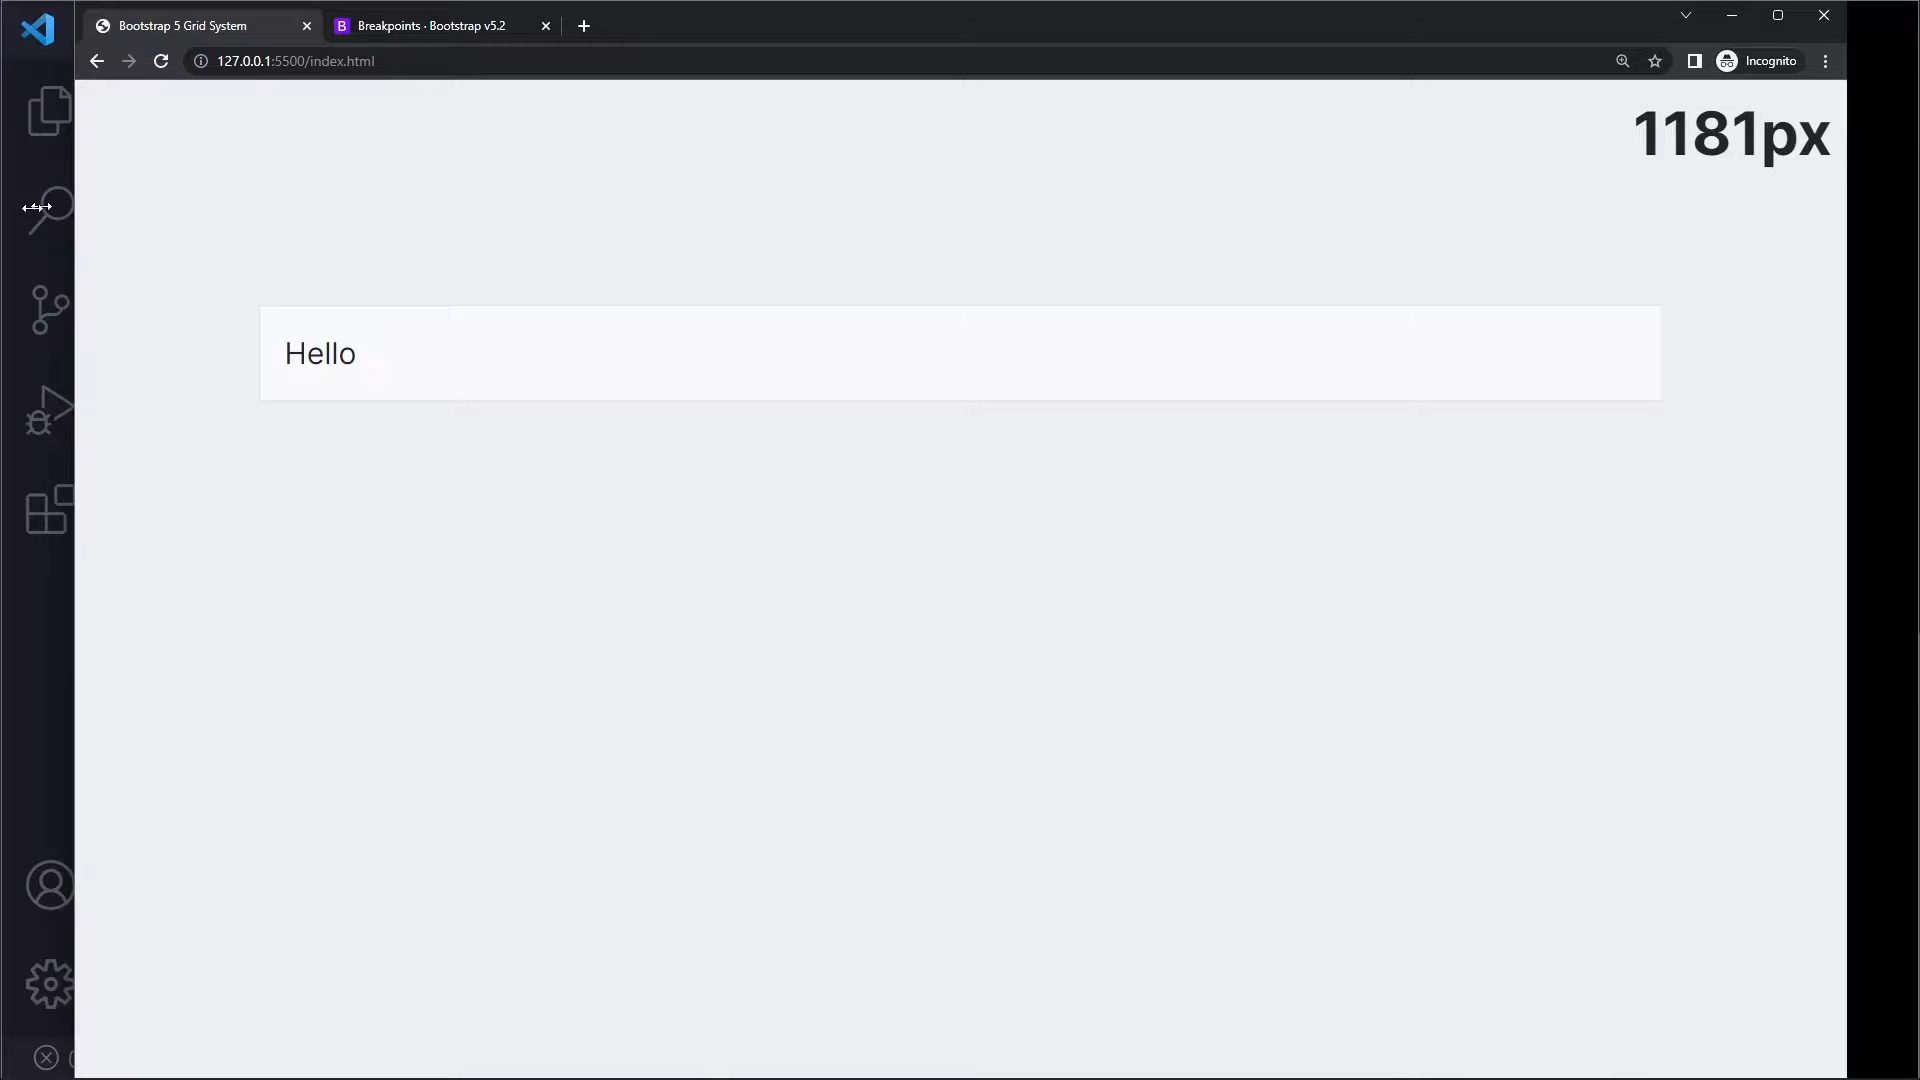 Bootstrap 5 Grid System
B Breakpoints · Bootstrap v5.2
127.0.0.1:5500/index.html
Incognito
1181px
Hello